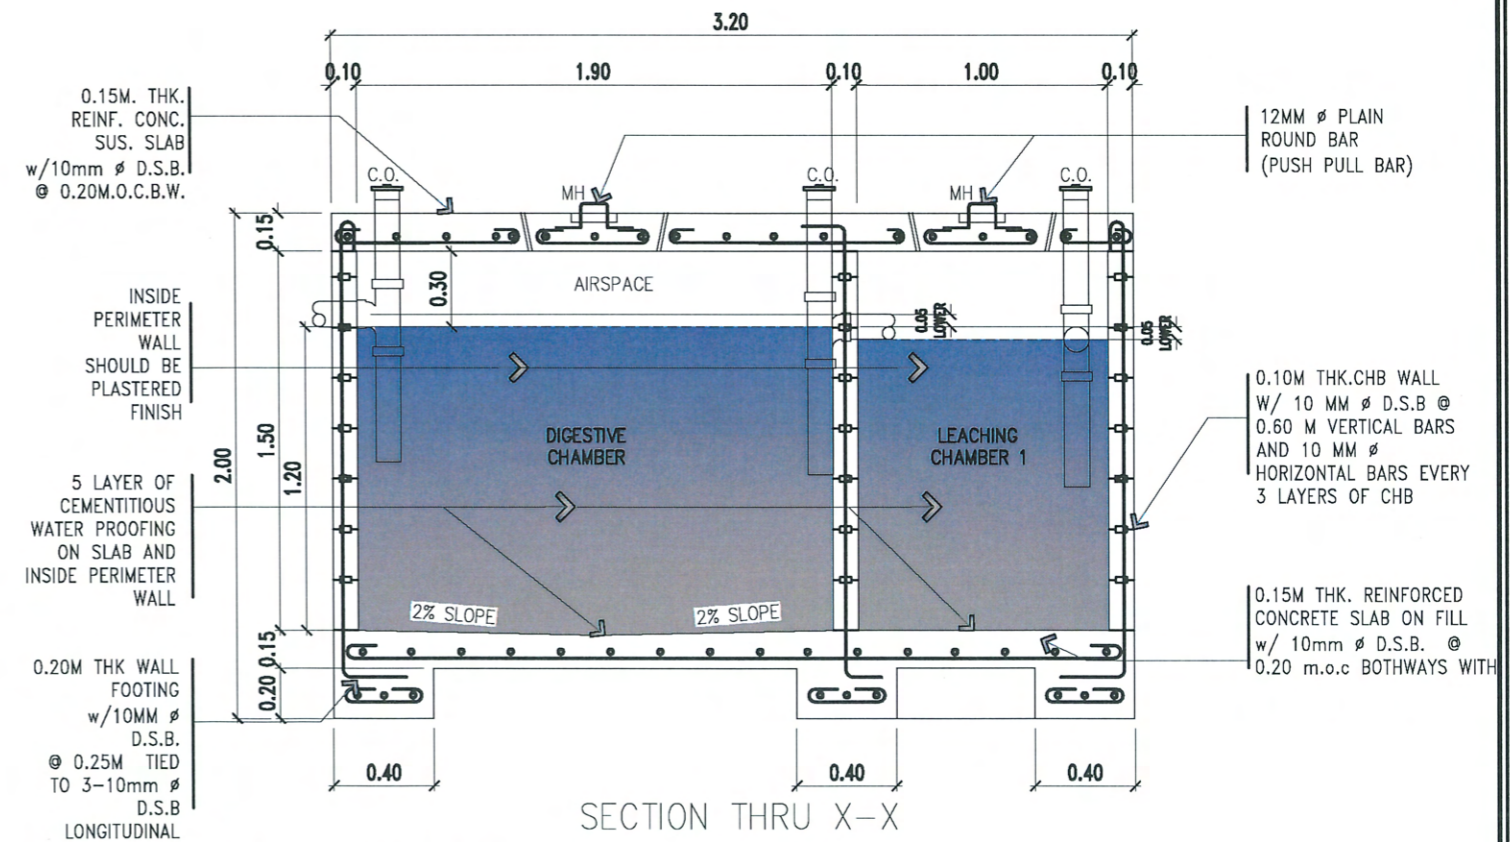 3.20
0.10
1.90
0.10
1.00
0.10
0.15M. THK.
REINF. CONC.
SUS. SLAB
w/10mm ø D.S.B.
@ 0.20M.O.C.B.W.
12MM ø PLAIN
ROUND BAR
(PUSH PULL BAR)
C.O.
MH
C.O.
MH
C.O.
0.15
0.30
AIRSPACE
0.05
LOWER
0.05
LOWER
INSIDE
PERIMETER
WALL
SHOULD BE
PLASTERED
FINISH
2.00
1.50
1.20
DIGESTIVE
CHAMBER
LEACHING
CHAMBER 1
0.10M THK.CHB WALL
W/ 10 MM ø D.S.B @
0.60 M VERTICAL BARS
AND 10 MM ø
HORIZONTAL BARS EVERY
3 LAYERS OF CHB
5 LAYER OF
CEMENTITIOUS
WATER PROOFING
ON SLAB AND
INSIDE PERIMETER
WALL
2% SLOPE
2% SLOPE
0.15M THK. REINFORCED
CONCRETE SLAB ON FILL
w/ 10mm ø D.S.B. @
0.20 m.o.c BOTHWAYS WITH
0.15
0.20
0.20M THK WALL
FOOTING
w/10MM ø
D.S.B.
@ 0.25M TIED
TO 3-10mm ø
D.S.B
LONGITUDINAL
0.40
0.40
0.40
SECTION THRU X-X